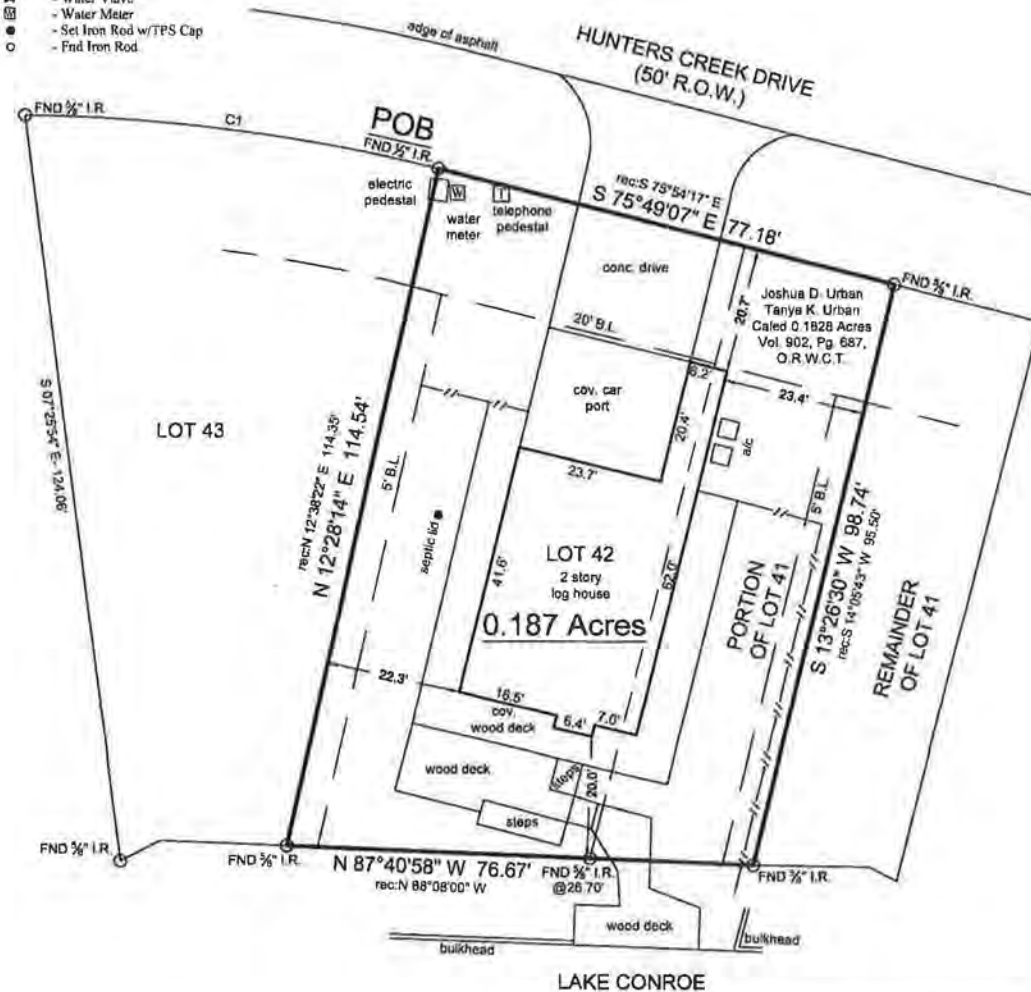 - Water Valve
W - Water Meter
- Set Iron Rod w/TPS Cap
- Fnd Iron Rod
edge of asphalt
HUNTERS CREEK DRIVE
(50' R.O.W.)
FND ⅝" I.R.
C1
POB
FND ½" I.R.
electric
pedestal
W
water
meter
T
telephone
pedestal
rec:S 75°54'17" E
S 75°49'07" E 77.18'
FND ⅝" I.R.
conc. drive
20.7'
Joshua D. Urban
Tanya K. Urban
Caled 0.1828 Acres
Vol. 902, Pg. 687,
O.R.W.C.T.
20' B.L.
6.2'
23.4'
cov. car
port
20.4'
a/c
S 07°25'54" E- 124.06'
LOT 43
rec:N 12°38'22" E 114.35'
N 12°28'14" E 114.54'
5' B.L.
septic lid
23.7'
5' B.L.
41.6'
LOT 42
2 story
log house
0.187 Acres
62.0'
PORTION
OF LOT 41
S 13°26'30" W 98.74'
rec:S 14°05'43" W 95.50'
REMAINDER
OF LOT 41
22.3'
16.5'
cov.
wood deck
6.4'
7.0'
wood deck
steps
20.0'
steps
FND ⅝" I.R.
FND ⅝" I.R.
N 87°40'58" W 76.67'
rec:N 88°08'00" W
FND ⅝" I.R.
@26.70'
FND ⅜" I.R.
wood deck
bulkhead
bulkhead
LAKE CONROE